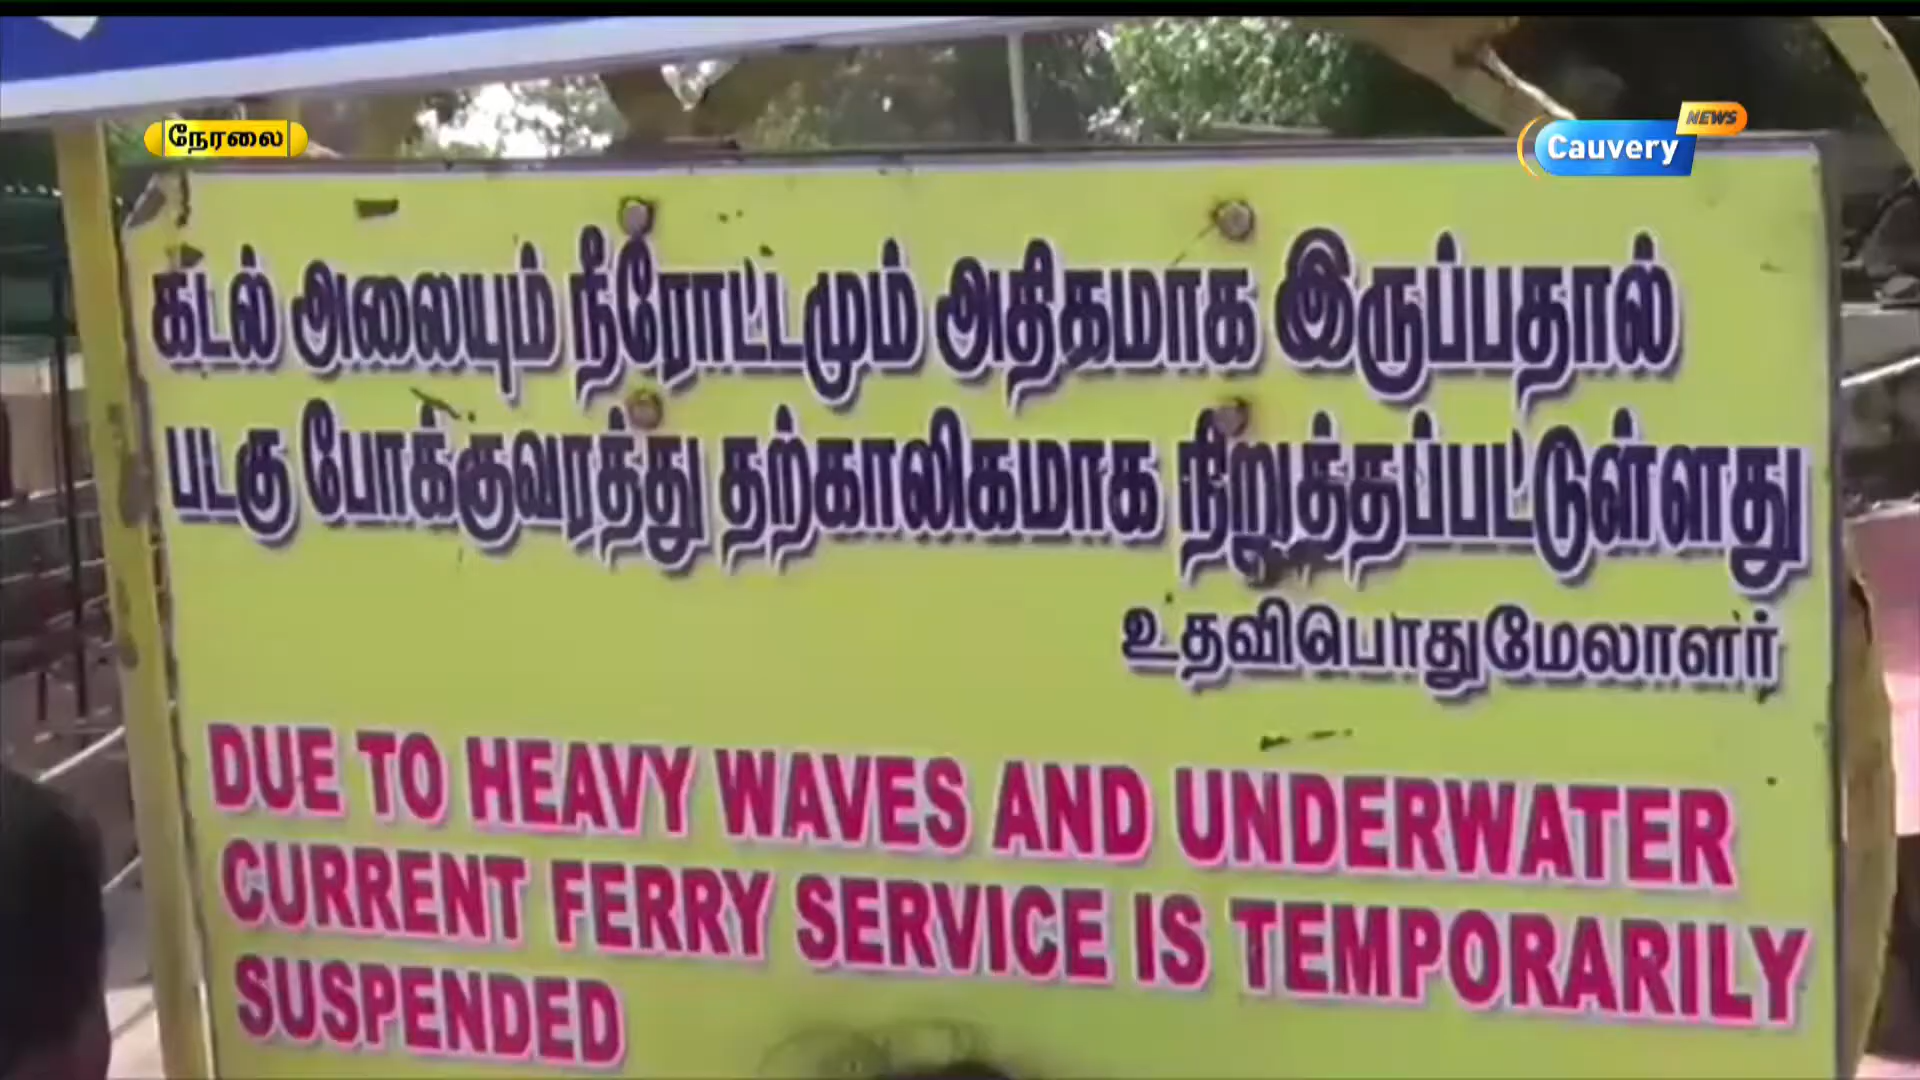 நேரலை
Cauvery NEWS
கடல் அலையும் நீரோட்டமும் அதிகமாக இருப்பதால்
படகு போக்குவரத்து தற்காலிகமாக நிறுத்தப்பட்டுள்ளது
உதவிபொதுமேலாளர்
DUE TO HEAVY WAVES AND UNDERWATER
CURRENT FERRY SERVICE IS TEMPORARILY
SUSPENDED